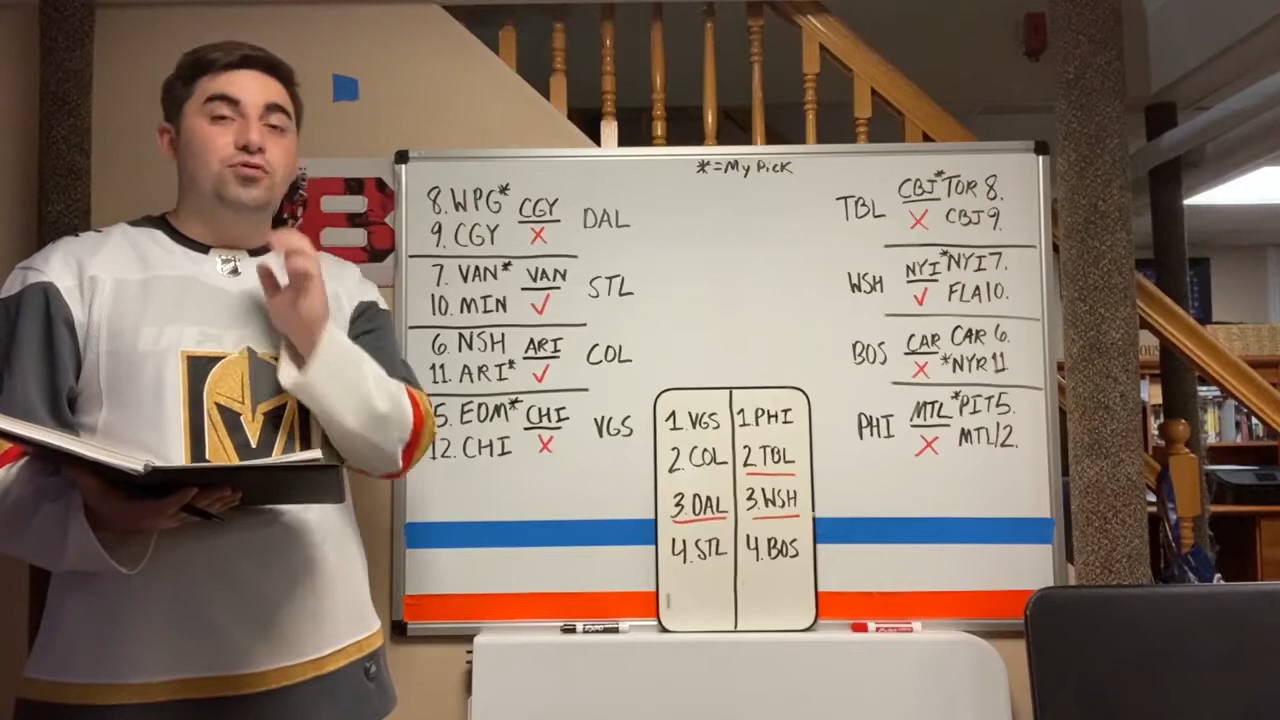 *=My Pick
8. WPG* CGY DAL
9. CGY X
7. VAN* VAN STL
10. MIN ✓
6. NSH ARI COL
11. ARI* ✓
5. EDM* CHI VGS
12. CHI X
TBL CBJ *TOR 8.
X CBJ 9.
WSH NYI *NYI 7.
✓ FLA 10.
BOS CAR CAR 6.
X *NYR 11
PHI MTL *PIT 5.
X MTL 12.
1. VGS 1. PHI
2. COL 2. TBL
3. DAL 3. WSH
4. STL 4. BOS